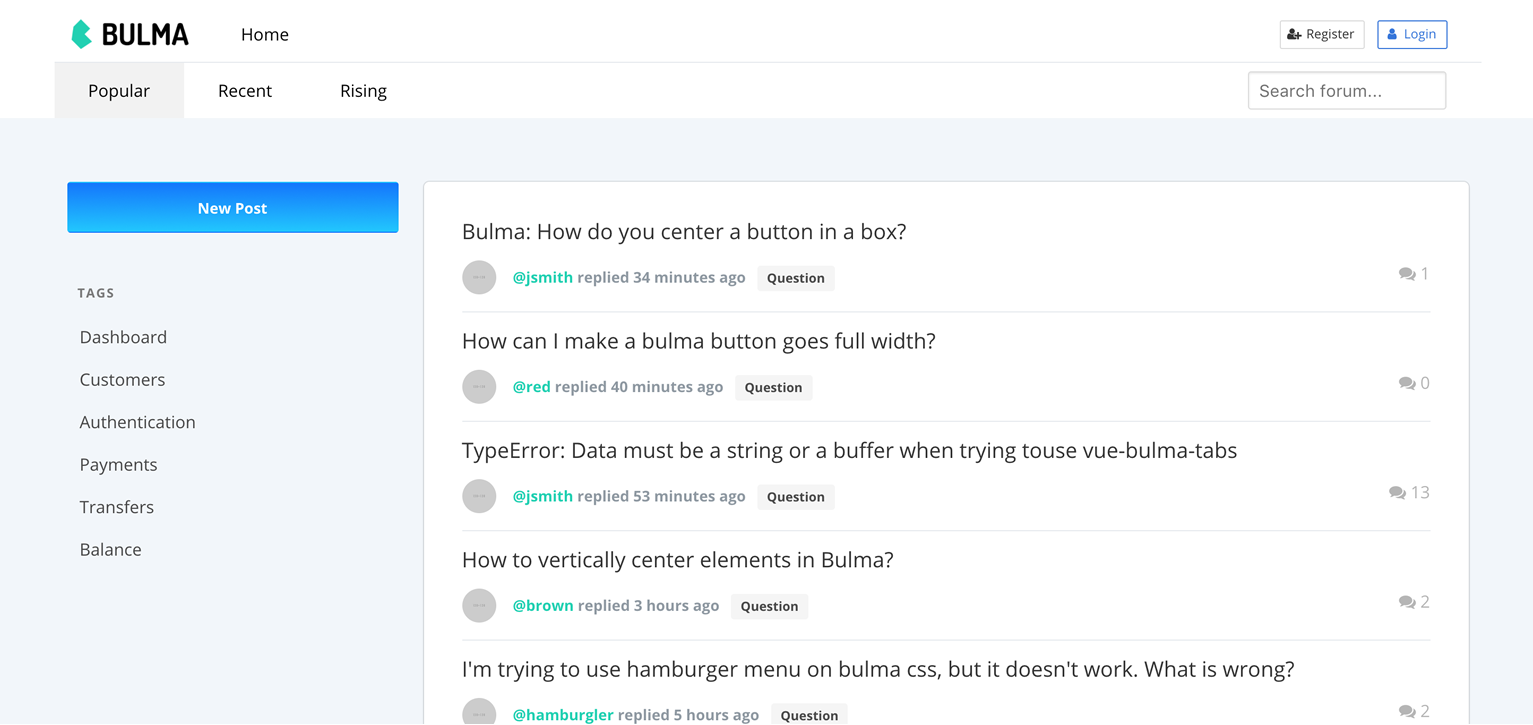 BULMA Home Register Login
Popular Recent Rising Search forum...
New Post
TAGS
Dashboard
Customers
Authentication
Payments
Transfers
Balance
Bulma: How do you center a button in a box?
@jsmith replied 34 minutes ago Question 1
How can I make a bulma button goes full width?
@red replied 40 minutes ago Question 0
TypeError: Data must be a string or a buffer when trying touse vue-bulma-tabs
@jsmith replied 53 minutes ago Question 13
How to vertically center elements in Bulma?
@brown replied 3 hours ago Question 2
I'm trying to use hamburger menu on bulma css, but it doesn't work. What is wrong?
@hamburgler replied 5 hours ago Question 2